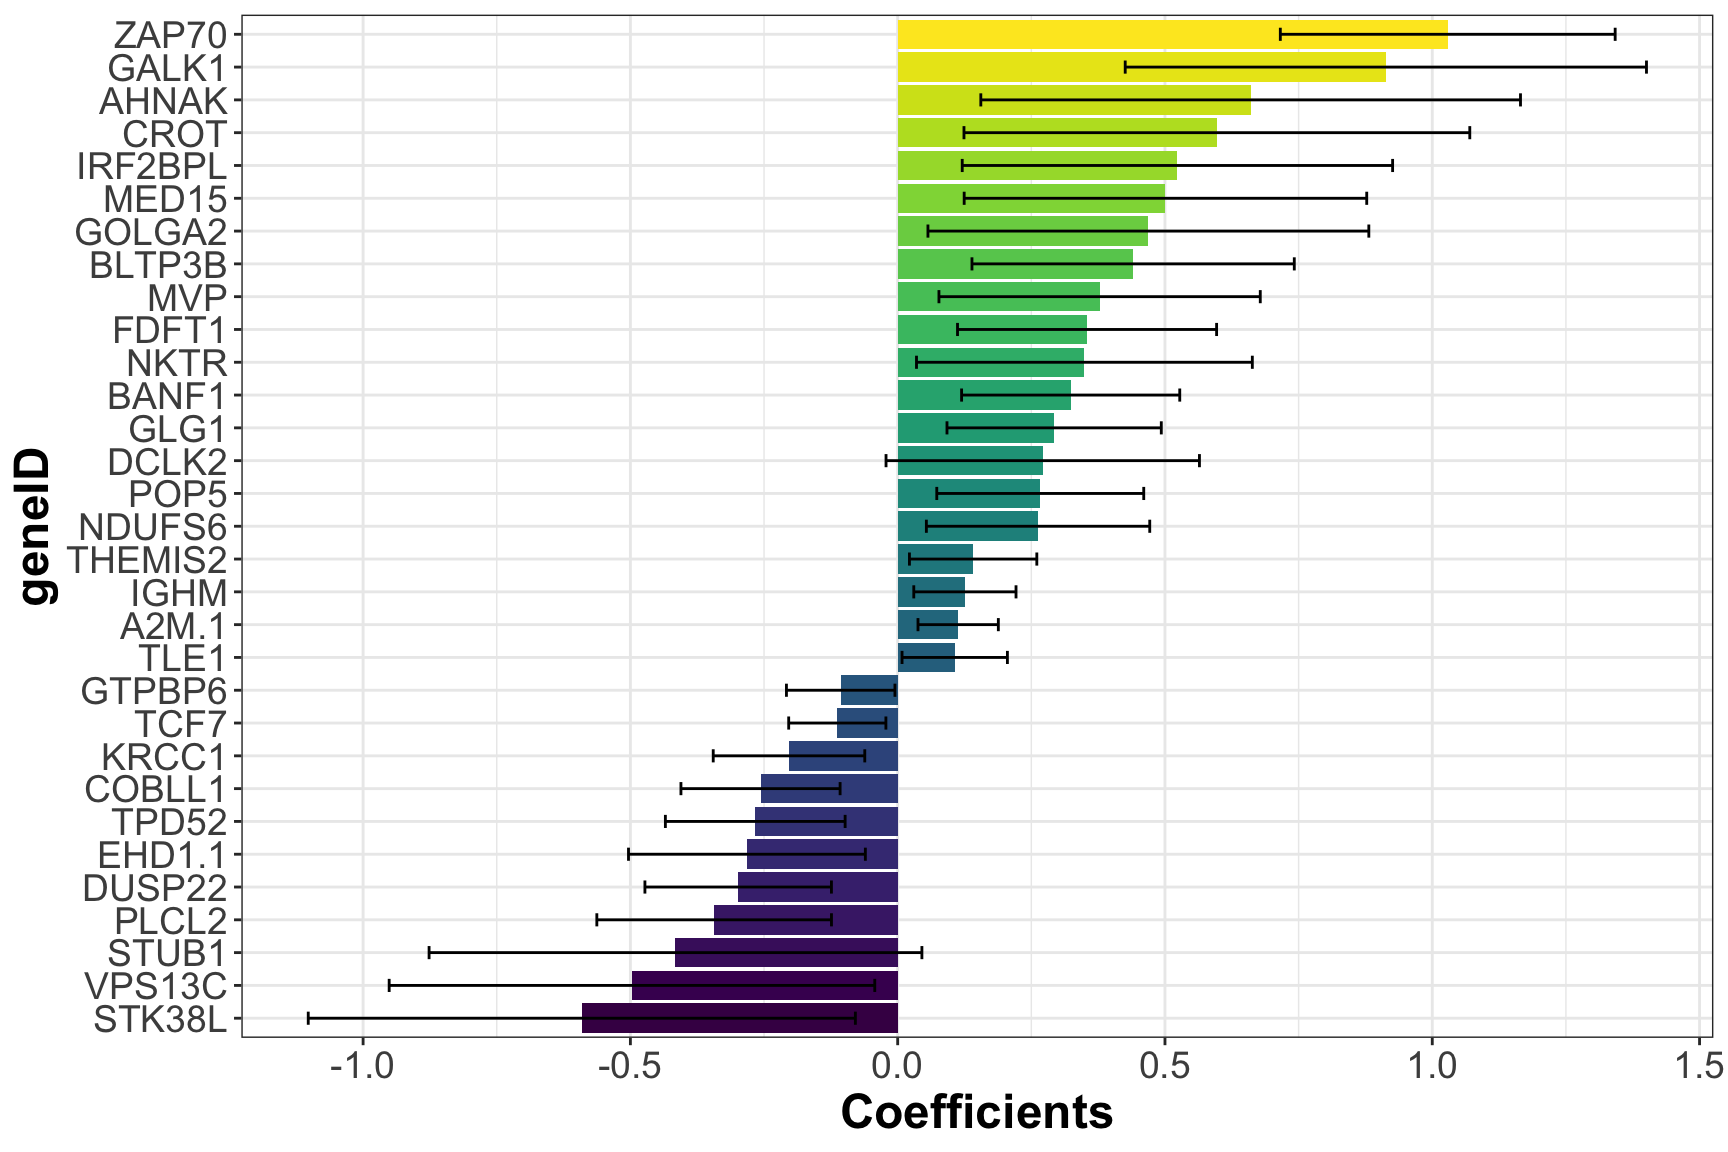 geneID
ZAP70
GALK1
AHNAK
CROT
IRF2BPL
MED15
GOLGA2
BLTP3B
MVP
FDFT1
NKTR
BANF1
GLG1
DCLK2
POP5
NDUFS6
THEMIS2
IGHM
A2M.1
TLE1
GTPBP6
TCF7
KRCC1
COBLL1
TPD52
EHD1.1
DUSP22
PLCL2
STUB1
VPS13C
STK38L
-1.0 -0.5 0.0 0.5 1.0 1.5
Coefficients